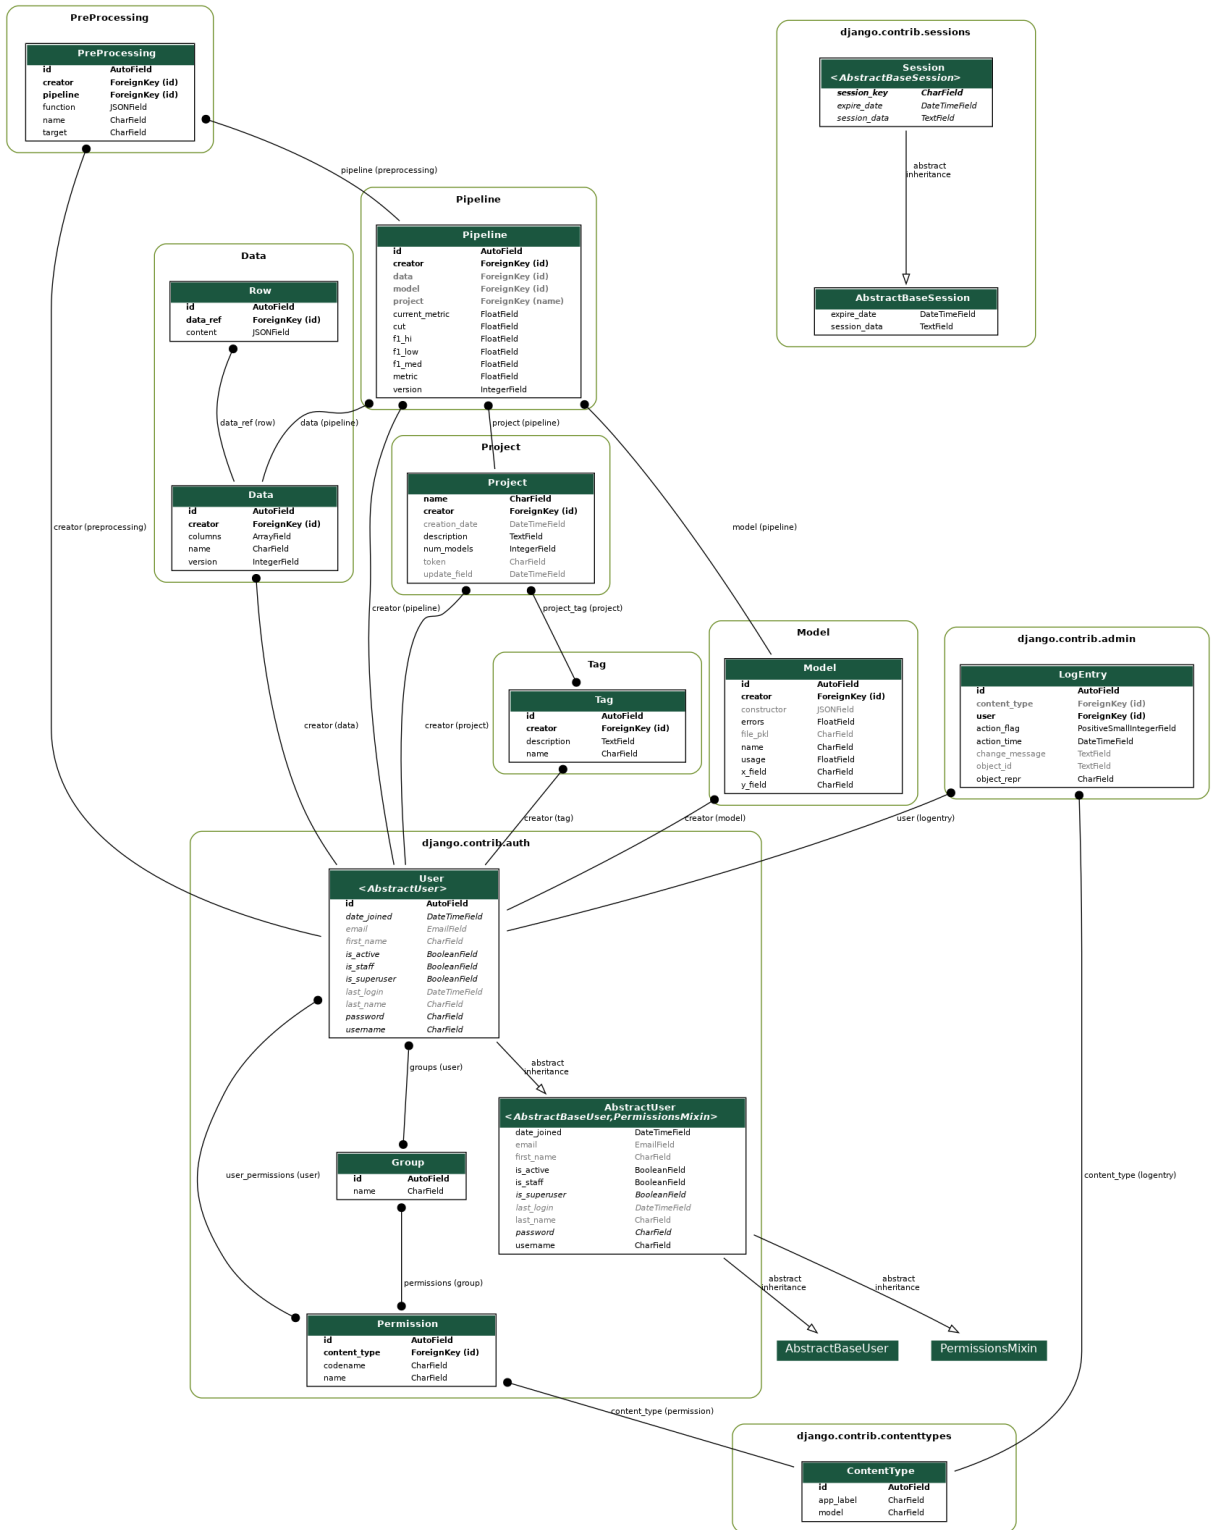 PreProcessing
PreProcessing
id AutoField
creator ForeignKey (id)
pipeline ForeignKey (id)
function JSONField
name CharField
target CharField
django.contrib.sessions
Session
<AbstractBaseSession>
session_key CharField
expire_date DateTimeField
session_data TextField
abstract
inheritance
AbstractBaseSession
expire_date DateTimeField
session_data TextField
pipeline (preprocessing)
Pipeline
Pipeline
id AutoField
creator ForeignKey (id)
data ForeignKey (id)
model ForeignKey (id)
project ForeignKey (name)
current_metric FloatField
cut FloatField
f1_hi FloatField
f1_low FloatField
f1_med FloatField
metric FloatField
version IntegerField
Data
Row
id AutoField
data_ref ForeignKey (id)
content JSONField
data_ref (row)
data (pipeline)
project (pipeline)
Data
id AutoField
creator ForeignKey (id)
columns ArrayField
name CharField
version IntegerField
Project
Project
name CharField
creator ForeignKey (id)
creation_date DateTimeField
description TextField
num_models IntegerField
token CharField
update_field DateTimeField
creator (preprocessing)
model (pipeline)
creator (pipeline)
project_tag (project)
Tag
Tag
id AutoField
creator ForeignKey (id)
description TextField
name CharField
Model
Model
id AutoField
creator ForeignKey (id)
constructor JSONField
errors FloatField
file_pkl CharField
name CharField
usage FloatField
x_field CharField
y_field CharField
django.contrib.admin
LogEntry
id AutoField
content_type ForeignKey (id)
user ForeignKey (id)
action_flag PositiveSmallIntegerField
action_time DateTimeField
change_message TextField
object_id TextField
object_repr CharField
creator (data)
creator (project)
creator (tag)
creator (model)
user (logentry)
django.contrib.auth
User
<AbstractUser>
id AutoField
date_joined DateTimeField
email EmailField
first_name CharField
is_active BooleanField
is_staff BooleanField
is_superuser BooleanField
last_login DateTimeField
last_name CharField
password CharField
username CharField
groups (user)
abstract
inheritance
AbstractUser
<AbstractBaseUser,PermissionsMixin>
date_joined DateTimeField
email EmailField
first_name CharField
is_active BooleanField
is_staff BooleanField
is_superuser BooleanField
last_login DateTimeField
last_name CharField
password CharField
username CharField
Group
id AutoField
name CharField
user_permissions (user)
content_type (logentry)
permissions (group)
abstract
inheritance
abstract
inheritance
AbstractBaseUser
PermissionsMixin
Permission
id AutoField
content_type ForeignKey (id)
codename CharField
name CharField
content_type (permission)
django.contrib.contenttypes
ContentType
id AutoField
app_label CharField
model CharField